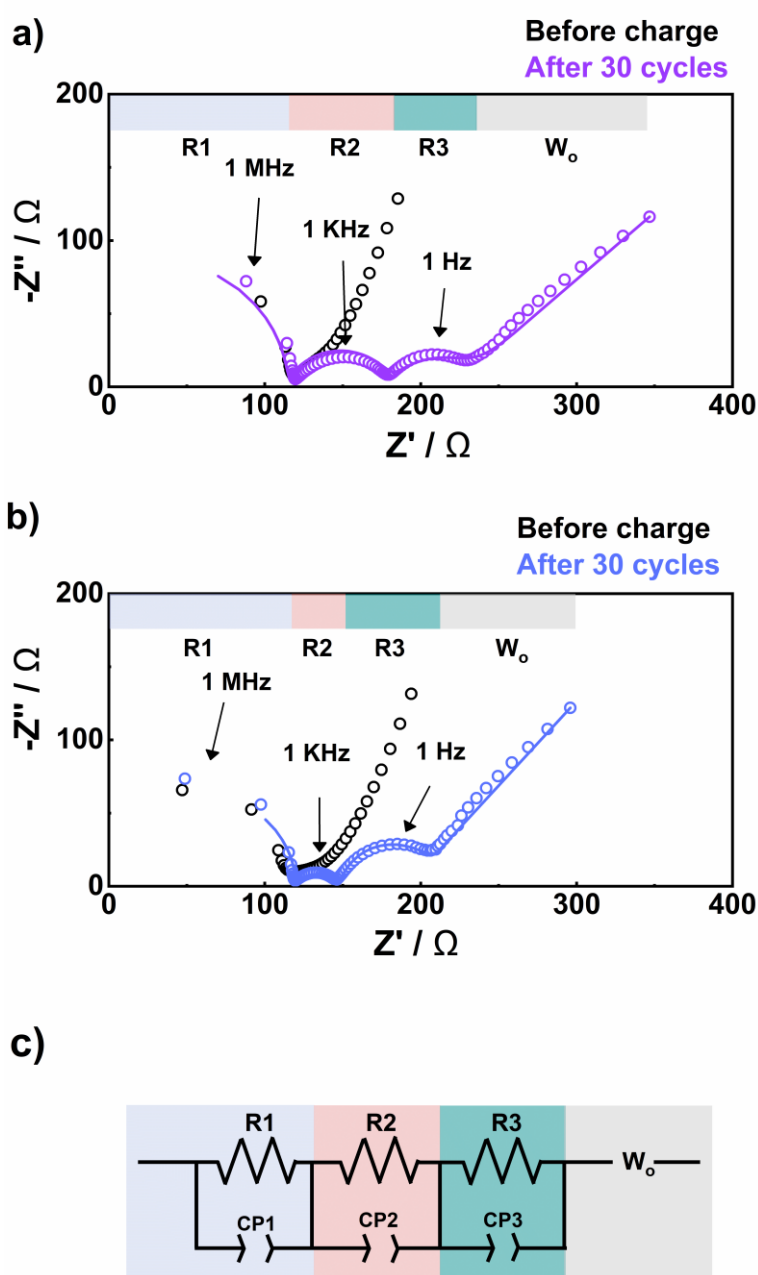 a)
Before charge
After 30 cycles
200
100
0
-Z'' / Ω
R1
R2
R3
Wo
1 MHz
1 KHz
1 Hz
0
100
200
300
400
Z' / Ω
b)
Before charge
After 30 cycles
200
100
0
-Z'' / Ω
R1
R2
R3
Wo
1 MHz
1 KHz
1 Hz
0
100
200
300
400
Z' / Ω
c)
R1
R2
R3
Wo
CP1
CP2
CP3